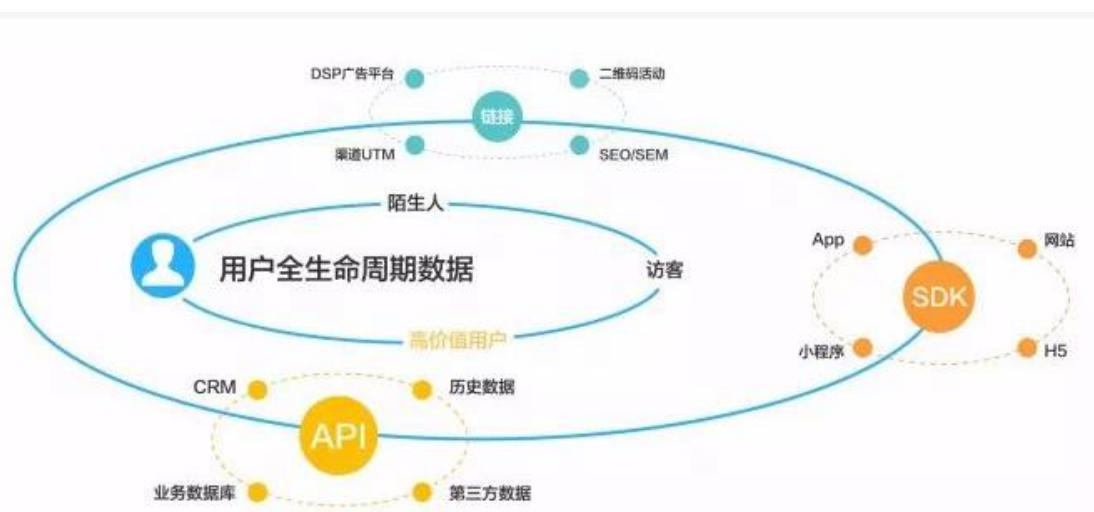 DSP广告平台
二维码活动
链接
渠道UTM
SEO/SEM
陌生人
App
网站
用户全生命周期数据
访客
SDK
高价值用户
小程序
H5
CRM
历史数据
API
业务数据库
第三方数据